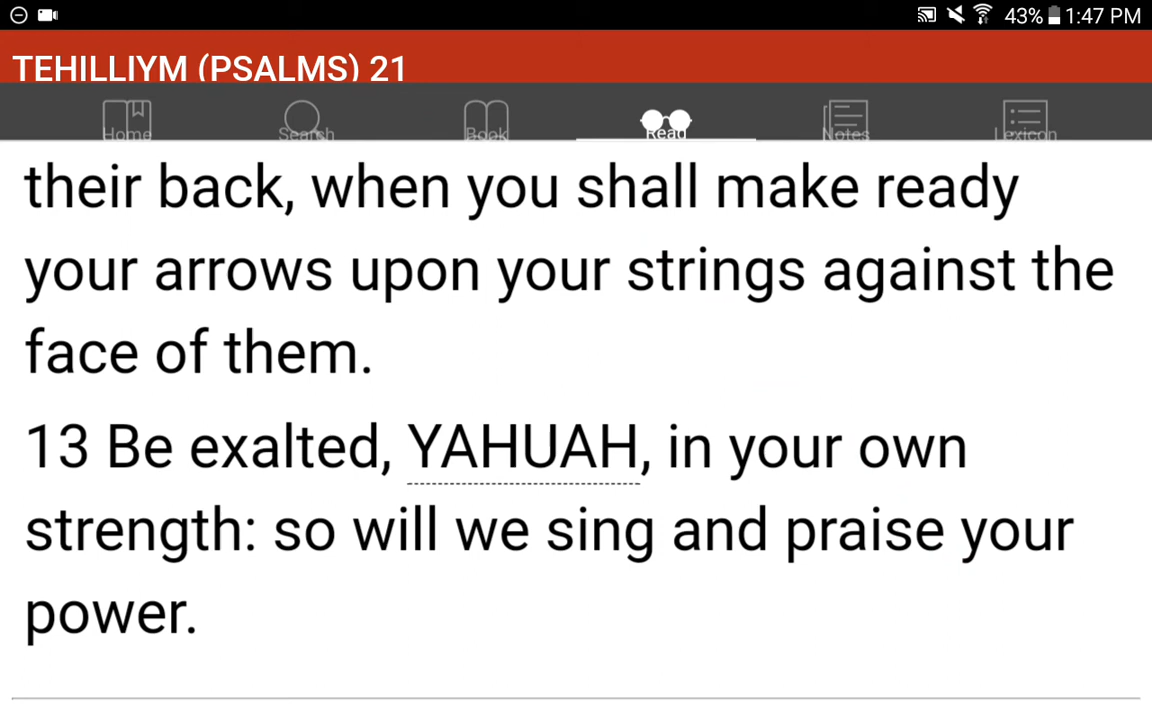 43% 1:47 PM
TEHILLIYM (PSALMS) 21
Home Search Book Read Notes Lexicon
their back, when you shall make ready
your arrows upon your strings against the
face of them.
13 Be exalted, YAHUAH, in your own
strength: so will we sing and praise your
power.